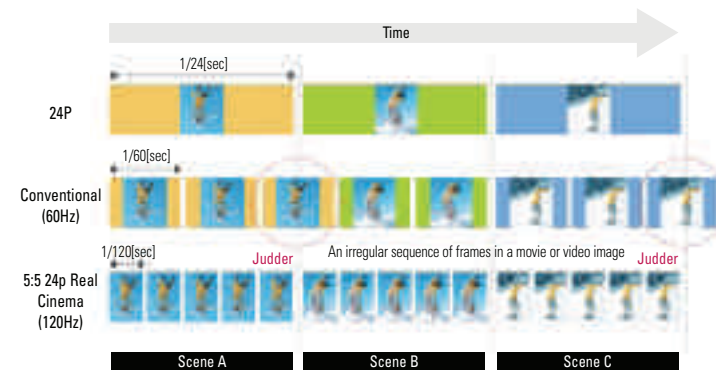 Time
1/24[sec]
24P
1/60[sec]
Conventional
(60Hz)
1/120[sec]
Judder
An irregular sequence of frames in a movie or video image
Judder
5:5 24p Real
Cinema
(120Hz)
Scene A
Scene B
Scene C